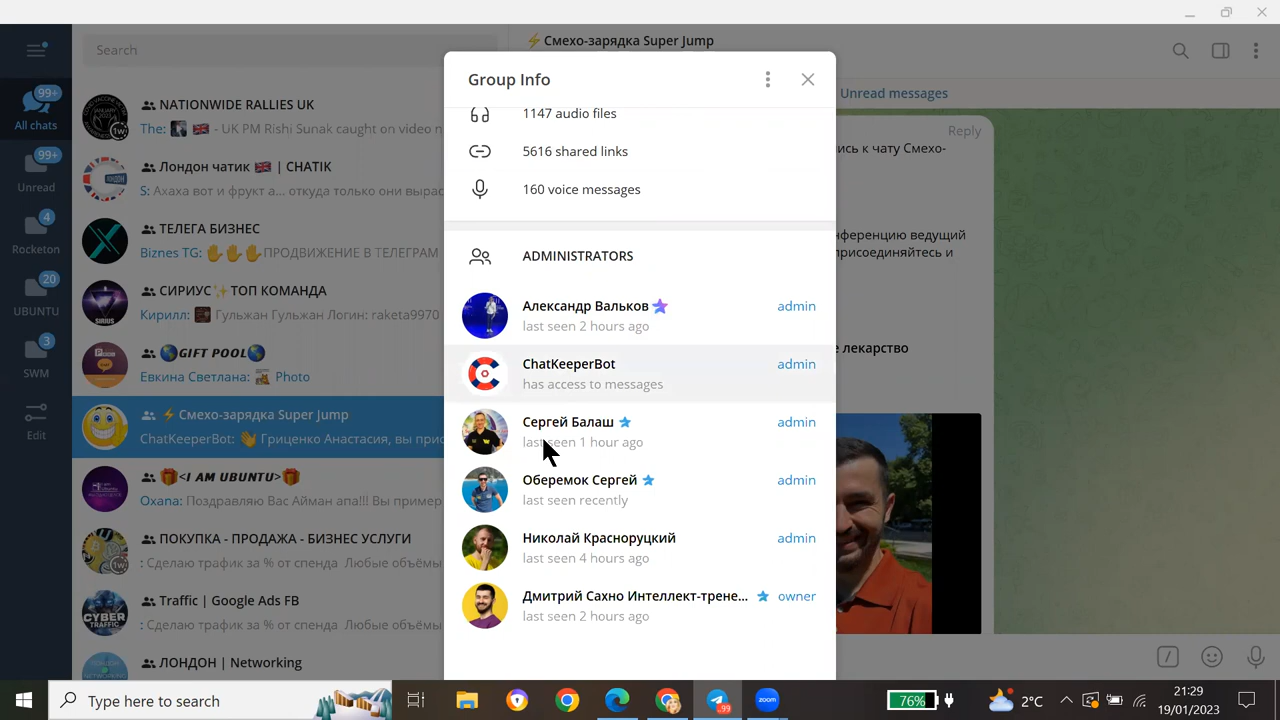 Search
⚡Смехо-зарядка Super Jump
99+
All chats
99+
Unread
4
Rocketon
20
UBUNTU
3
SWM
Edit
NATIONWIDE RALLIES UK
The: 🇬🇧 - UK PM Rishi Sunak caught on video n
1w
Лондон чатик 🇬🇧 | CHATIK
S: Ахаха вот и фрукт а... откуда только они вырас
ТЕЛЕГА БИЗНЕС
Biznes TG: ✋✋✋ПРОДВИЖЕНИЕ В ТЕЛЕГРАМ
СИРИУС✨ТОП КОМАНДА
Кирилл: Гульжан Гульжан Логин: raketa9970
SIRIUS
🌎GIFT POOL🌎
Евкина Светлана: Photo
⚡Смехо-зарядка Super Jump
ChatKeeperBot: 👋 Гриценко Анастасия, вы прис
🎁<I AM UBUNTU>🎁
Охапа: Поздравляю Вас Айман апа!!! Вы пример
ПОКУПКА - ПРОДАЖА - БИЗНЕС УСЛУГИ
: Сделаю трафик за % от спенда Любые объёмы
1w
Traffic | Google Ads FB
: Сделаю трафик за % от спенда Любые объёмы
CYBER
TRAFFIC
ЛОНДОН | Networking
Group Info
1147 audio files
5616 shared links
160 voice messages
ADMINISTRATORS
Александр Вальков admin
last seen 2 hours ago
ChatKeeperBot admin
has access to messages
Сергей Балаш admin
last seen 1 hour ago
Оберемок Сергей admin
last seen recently
Николай Красноруцкий admin
last seen 4 hours ago
Дмитрий Сахно Интеллект-трене... owner
last seen 2 hours ago
Unread messages
Reply
ись к чату Смехо-
нференцию ведущий
присоединяйтесь и
е лекарство
Type here to search
99
zoom
76%
2°C
21:29
19/01/2023